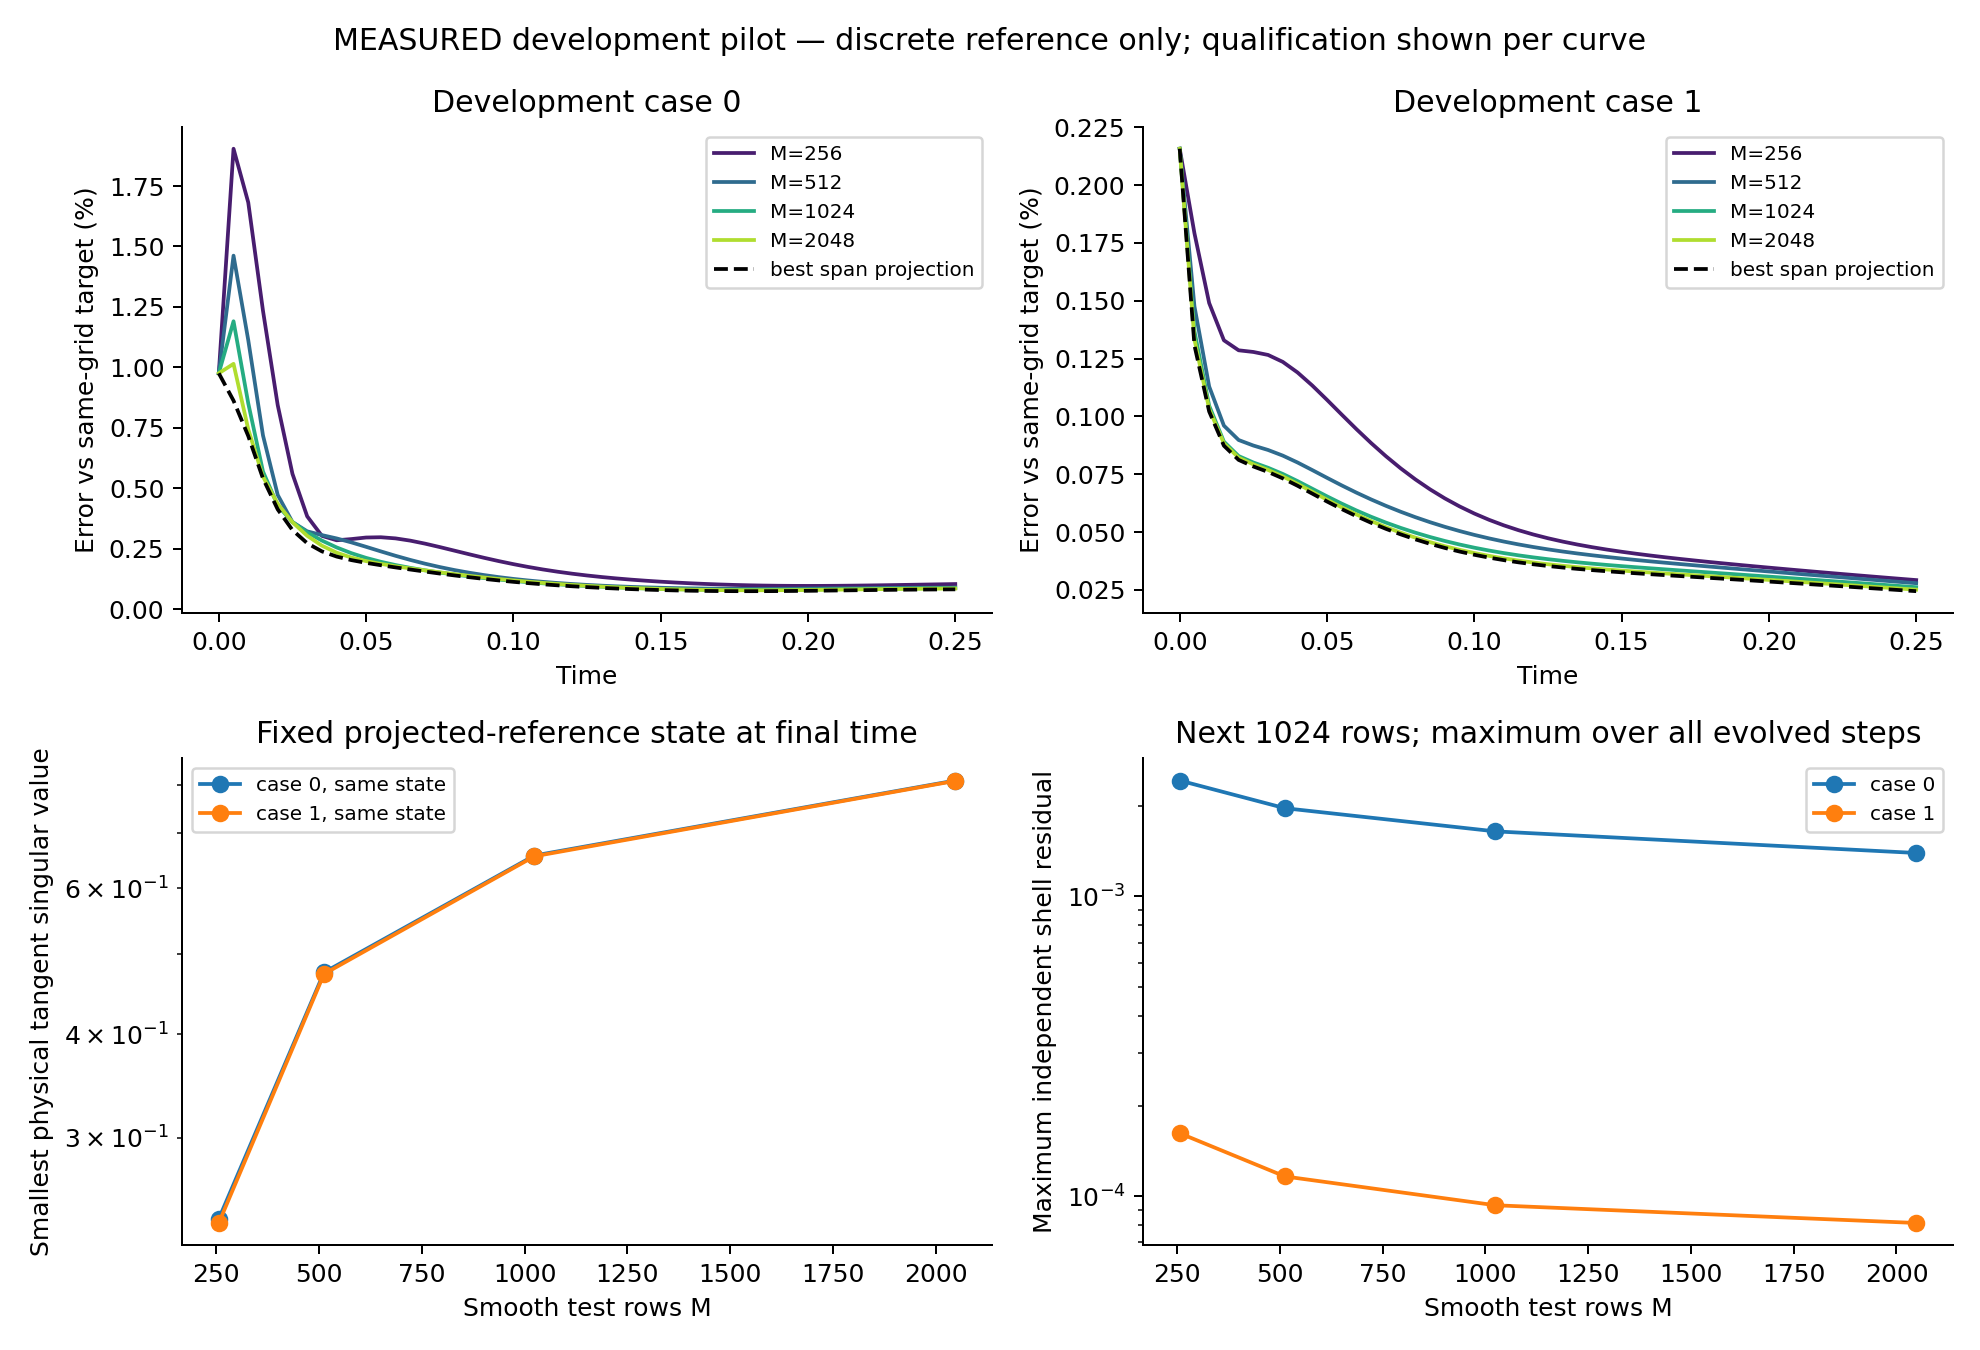 MEASURED development pilot — discrete reference only; qualification shown per curve
Development case 0
Error vs same-grid target (%)
1.75
1.50
1.25
1.00
0.75
0.50
0.25
0.00
M=256
M=512
M=1024
M=2048
best span projection
0.00 0.05 0.10 0.15 0.20 0.25
Time
Development case 1
Error vs same-grid target (%)
0.225
0.200
0.175
0.150
0.125
0.100
0.075
0.050
0.025
M=256
M=512
M=1024
M=2048
best span projection
0.00 0.05 0.10 0.15 0.20 0.25
Time
Fixed projected-reference state at final time
Smallest physical tangent singular value
case 0, same state
case 1, same state
6 × 10⁻¹
4 × 10⁻¹
3 × 10⁻¹
250 500 750 1000 1250 1500 1750 2000
Smooth test rows M
Next 1024 rows; maximum over all evolved steps
Maximum independent shell residual
case 0
case 1
10⁻³
10⁻⁴
250 500 750 1000 1250 1500 1750 2000
Smooth test rows M